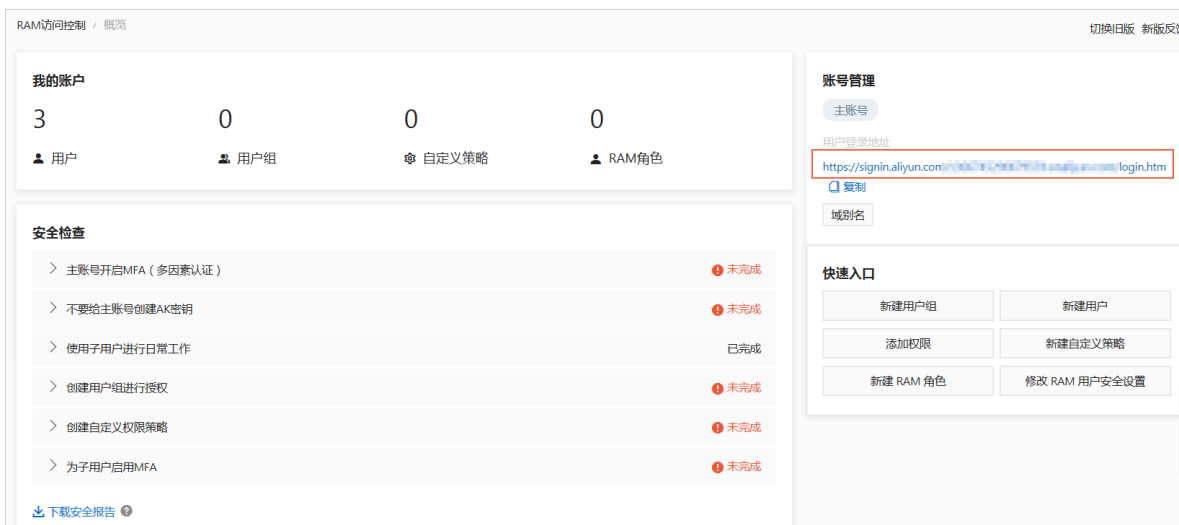 RAM访问控制 / 概览
切换旧版 新版反馈
我的账户
3 0 0 0
用户 用户组 自定义策略 RAM角色
账号管理
主账号
用户登录地址
https://signin.aliyun.com /login.htm
复制
域别名
安全检查
主账号开启MFA（多因素认证） 未完成
不要给主账号创建AK密钥 未完成
使用子用户进行日常工作 已完成
创建用户组进行授权 未完成
创建自定义权限策略 未完成
为子用户启用MFA 未完成
下载安全报告
快速入口
新建用户组 新建用户
添加权限 新建自定义策略
新建 RAM 角色 修改 RAM 用户安全设置